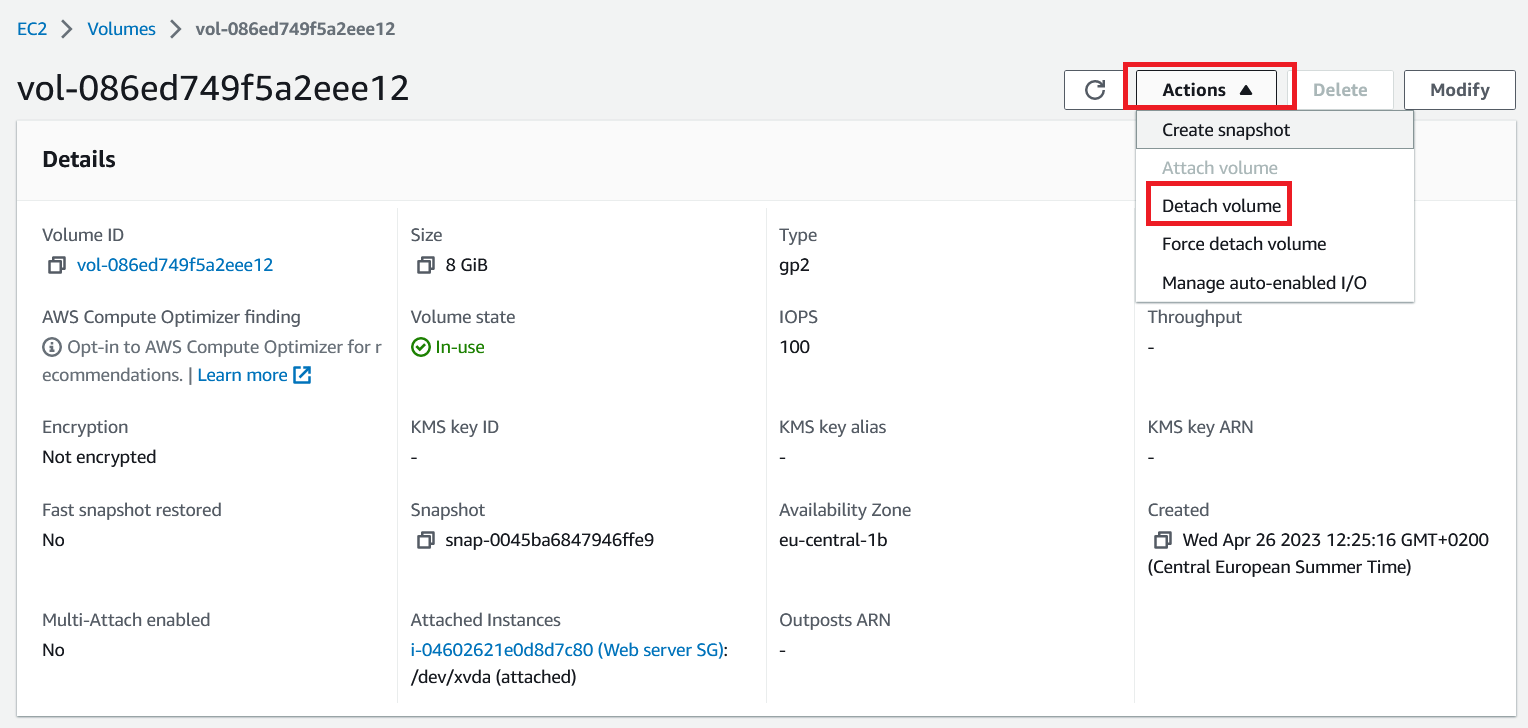 EC2 > Volumes > vol-086ed749f5a2eee12
vol-086ed749f5a2eee12
Actions ▲
Delete
Modify
Create snapshot
Attach volume
Detach volume
Force detach volume
Manage auto-enabled I/O
Details
Volume ID
vol-086ed749f5a2eee12
Size
8 GiB
Type
gp2
AWS Compute Optimizer finding
Opt-in to AWS Compute Optimizer for r
ecommendations. | Learn more
Volume state
In-use
IOPS
100
Throughput
-
Encryption
Not encrypted
KMS key ID
-
KMS key alias
-
KMS key ARN
-
Fast snapshot restored
No
Snapshot
snap-0045ba6847946ffe9
Availability Zone
eu-central-1b
Created
Wed Apr 26 2023 12:25:16 GMT+0200
(Central European Summer Time)
Multi-Attach enabled
No
Attached Instances
i-04602621e0d8d7c80 (Web server SG):
/dev/xvda (attached)
Outposts ARN
-